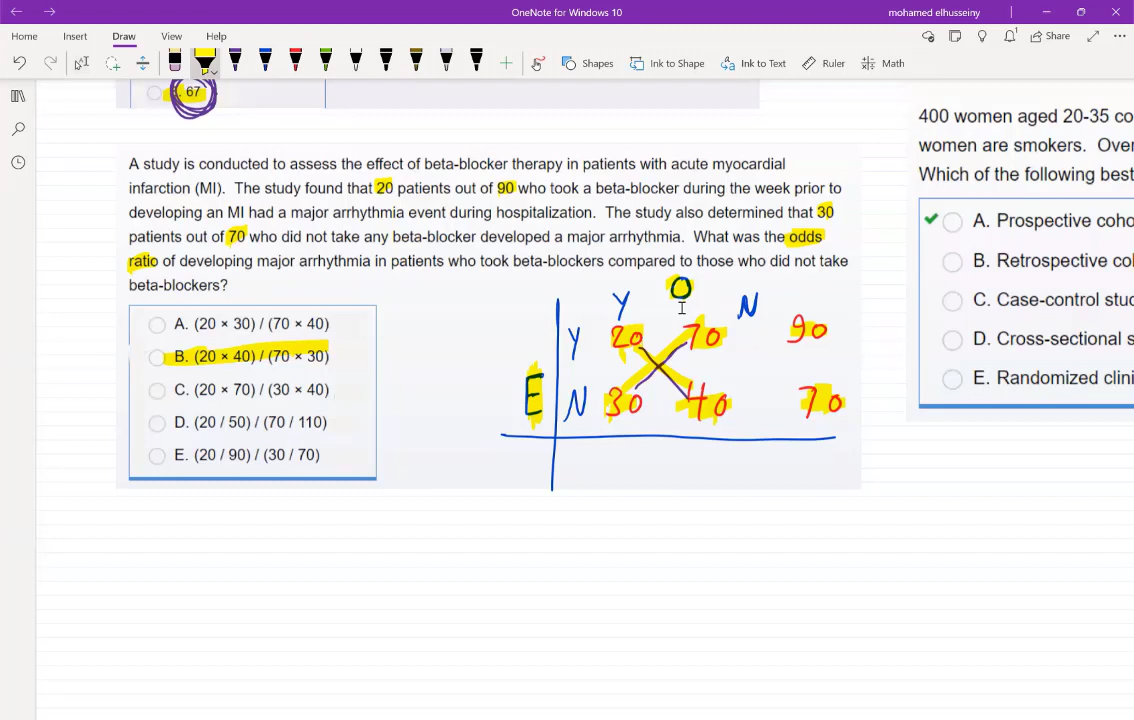 OneNote for Windows 10
mohamed elhusseiny
Home Insert Draw View Help
Share
Shapes Ink to Shape Ink to Text Ruler Math
67
A study is conducted to assess the effect of beta-blocker therapy in patients with acute myocardial
infarction (MI). The study found that 20 patients out of 90 who took a beta-blocker during the week prior to
developing an MI had a major arrhythmia event during hospitalization. The study also determined that 30
patients out of 70 who did not take any beta-blocker developed a major arrhythmia. What was the odds
ratio of developing major arrhythmia in patients who took beta-blockers compared to those who did not take
beta-blockers?
A. (20 × 30) / (70 × 40)
B. (20 × 40) / (70 × 30)
C. (20 × 70) / (30 × 40)
D. (20 / 50) / (70 / 110)
E. (20 / 90) / (30 / 70)
O
Y N
Y 20 70 90
E N 30 40 70
400 women aged 20-35 co
women are smokers. Over
Which of the following best
A. Prospective coho
B. Retrospective co
C. Case-control stud
D. Cross-sectional s
E. Randomized clini